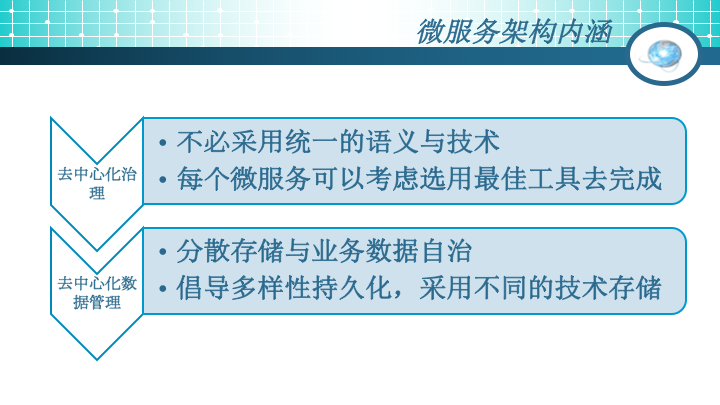 微服务架构内涵
去中心化治
理
• 不必采用统一的语义与技术
• 每个微服务可以考虑选用最佳工具去完成
去中心化数
据管理
• 分散存储与业务数据自治
• 倡导多样性持久化，采用不同的技术存储